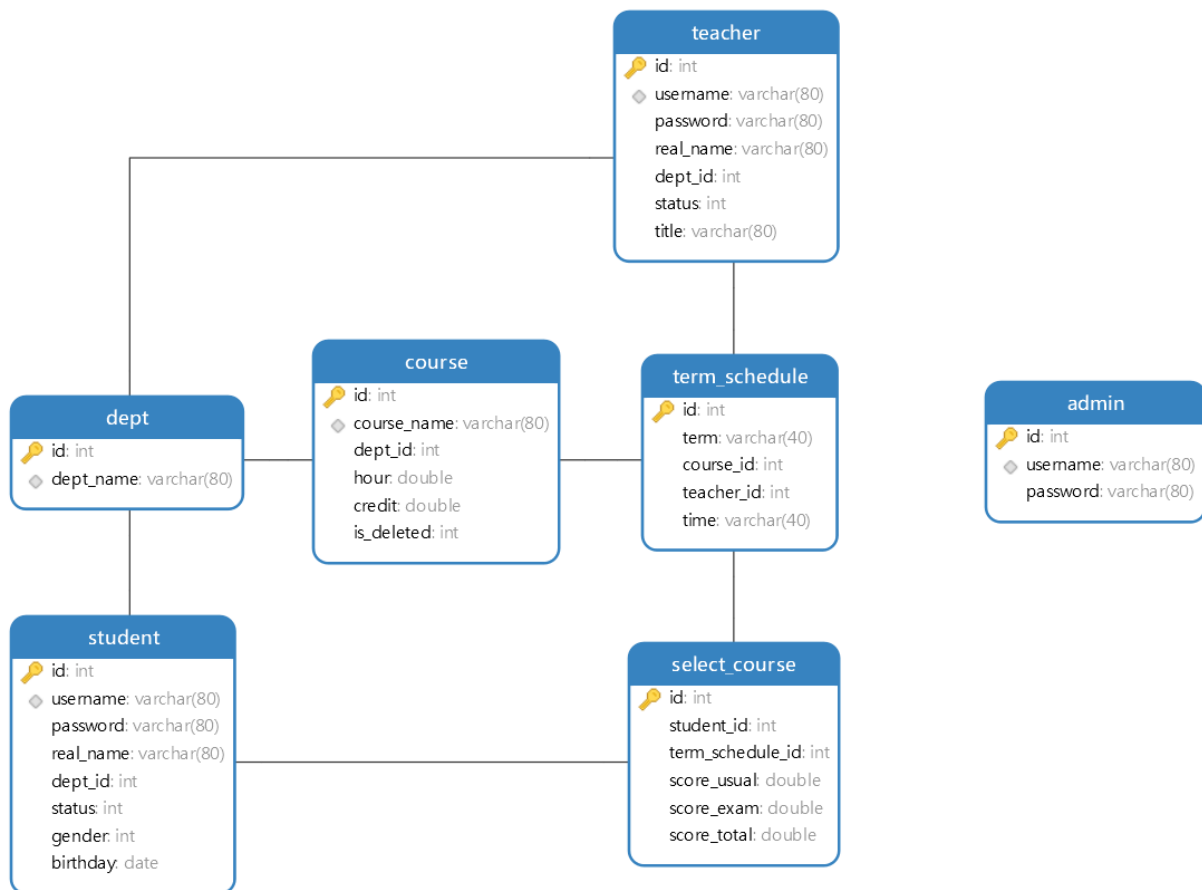 teacher
id: int
username: varchar(80)
password: varchar(80)
real_name: varchar(80)
dept_id: int
status: int
title: varchar(80)
course
id: int
course_name: varchar(80)
dept_id: int
hour: double
credit: double
is_deleted: int
term_schedule
id: int
term: varchar(40)
course_id: int
teacher_id: int
time: varchar(40)
admin
id: int
username: varchar(80)
password: varchar(80)
dept
id: int
dept_name: varchar(80)
student
id: int
username: varchar(80)
password: varchar(80)
real_name: varchar(80)
dept_id: int
status: int
gender: int
birthday: date
select_course
id: int
student_id: int
term_schedule_id: int
score_usual: double
score_exam: double
score_total: double